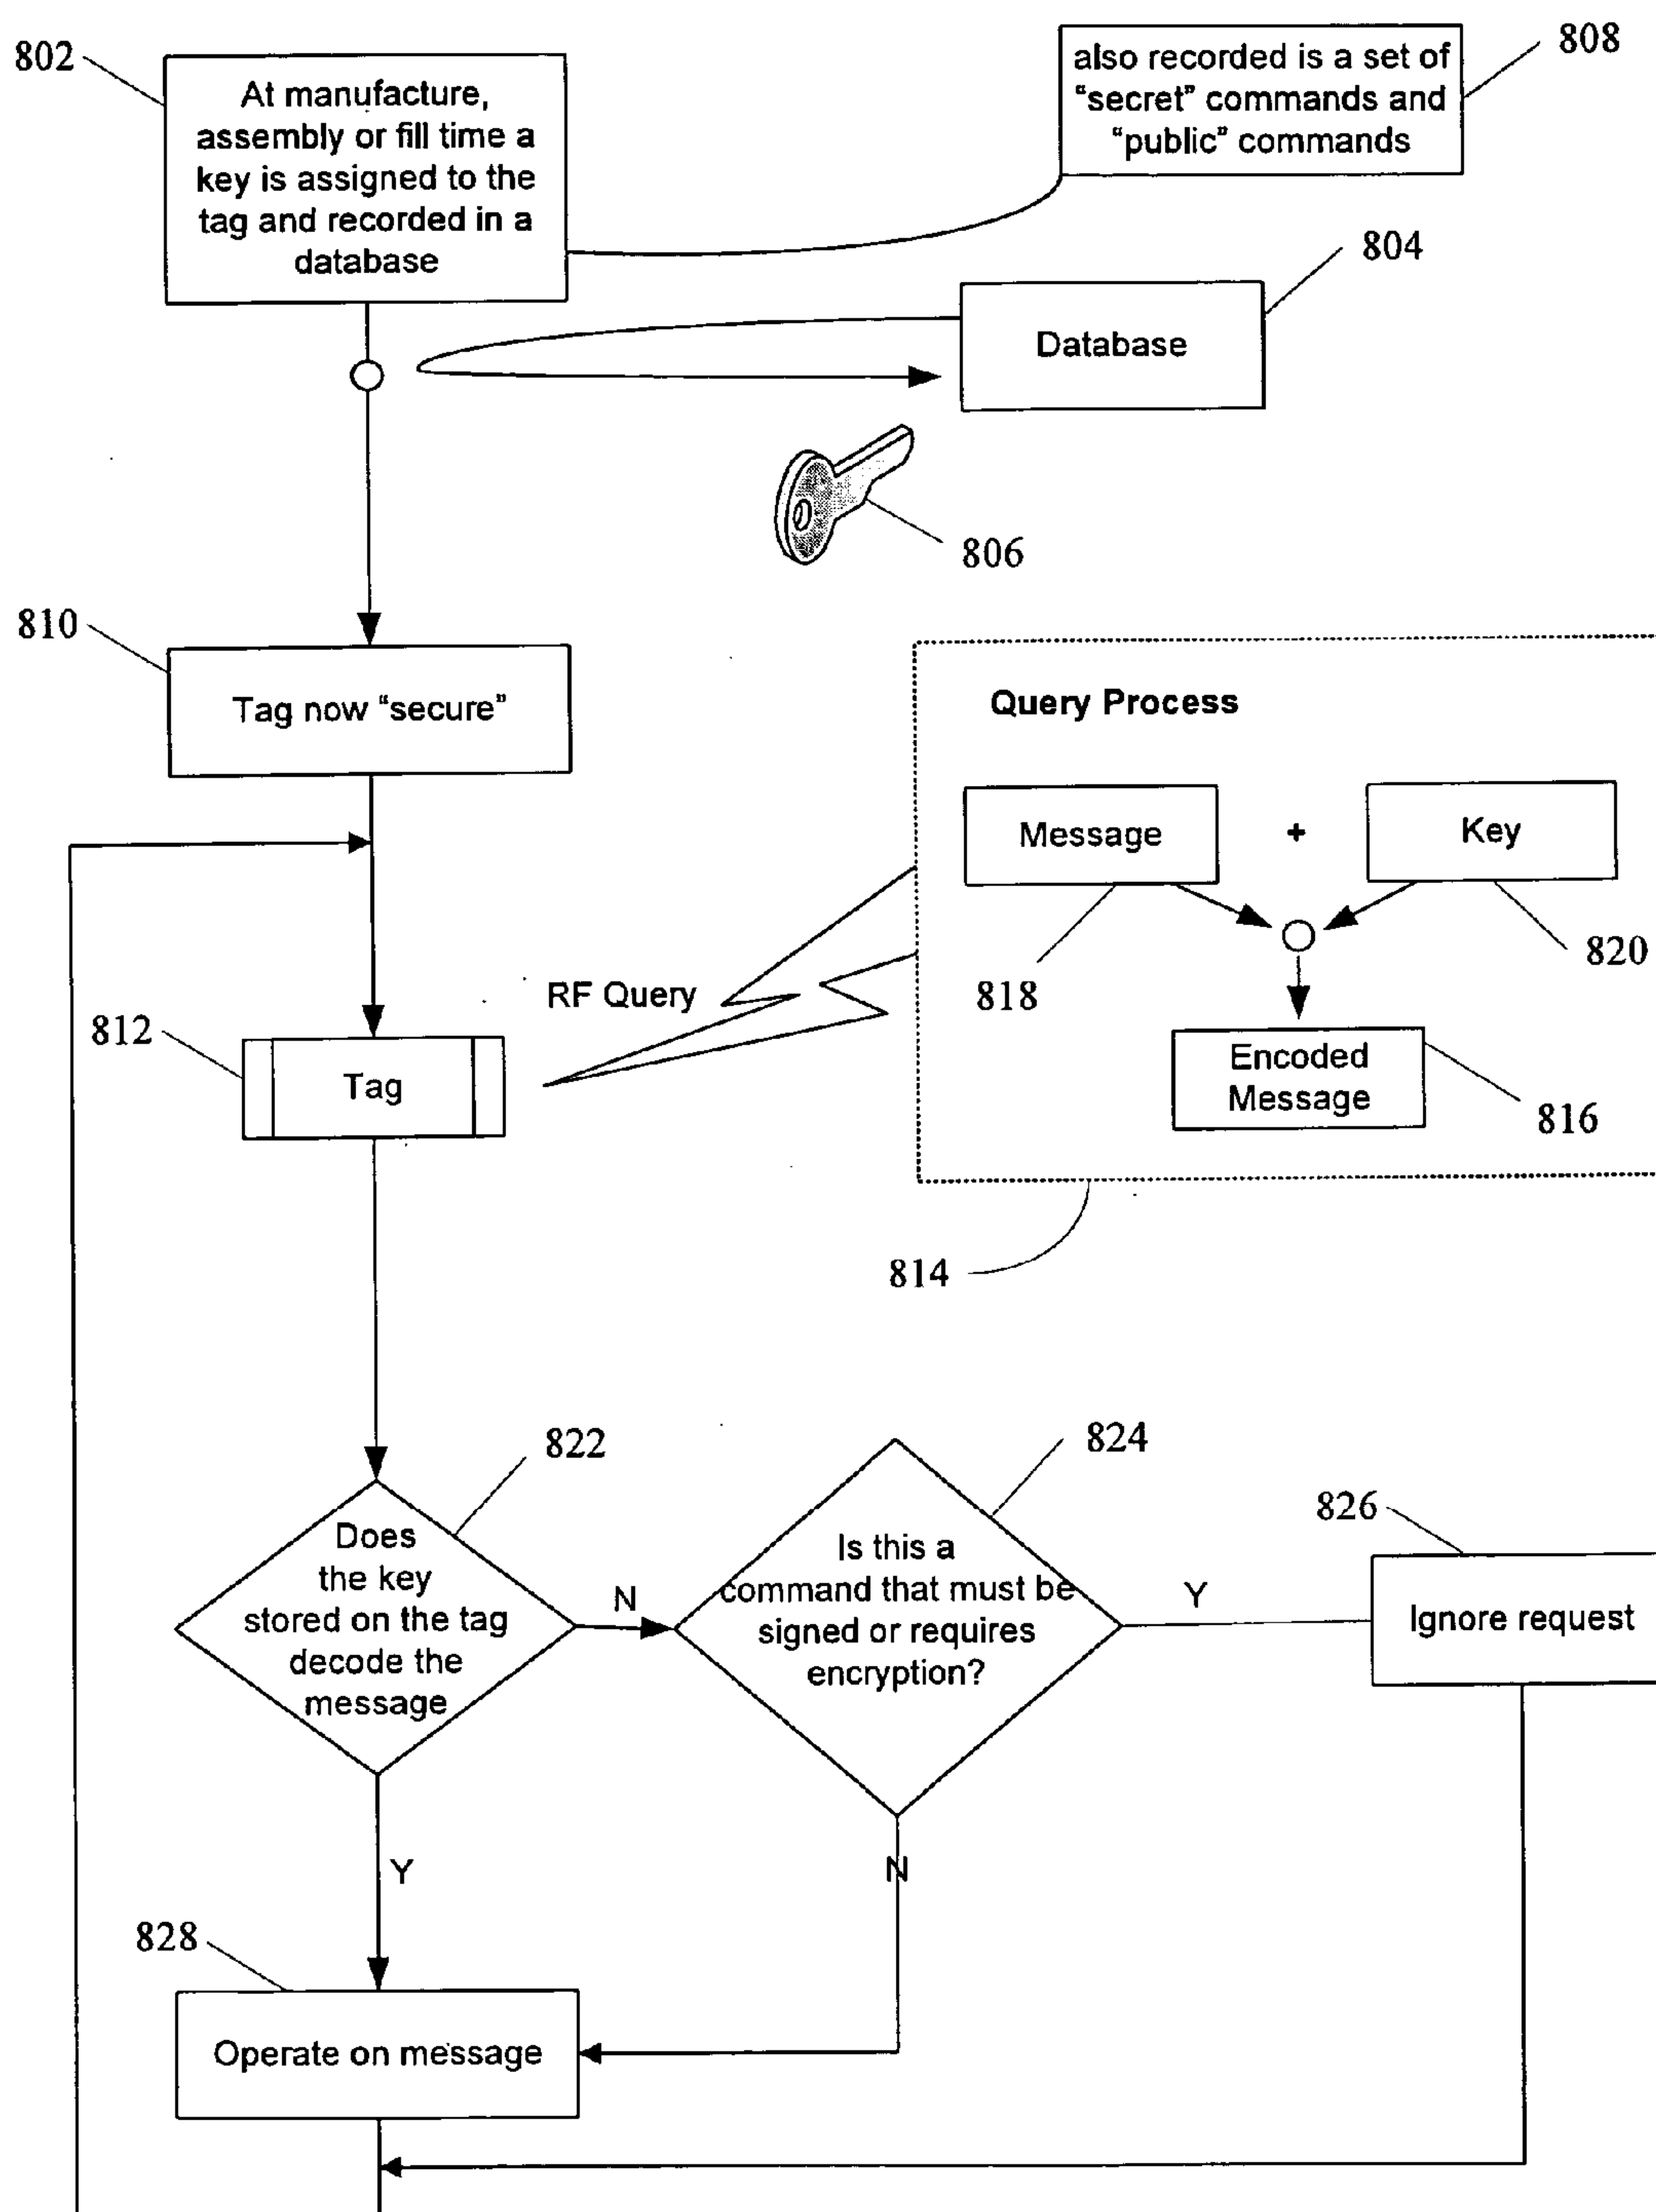 802
At manufacture,
assembly or fill time a
key is assigned to the
tag and recorded in a
database
also recorded is a set of
"secret" commands and
"public" commands
808
804
Database
806
810
Tag now "secure"
Query Process
Message
+
Key
818
820
Encoded
Message
816
814
RF Query
812
Tag
822
Does
the key
stored on the tag
decode the
message
N
824
Is this a
command that must be
signed or requires
encryption?
Y
826
Ignore request
Y
N
828
Operate on message